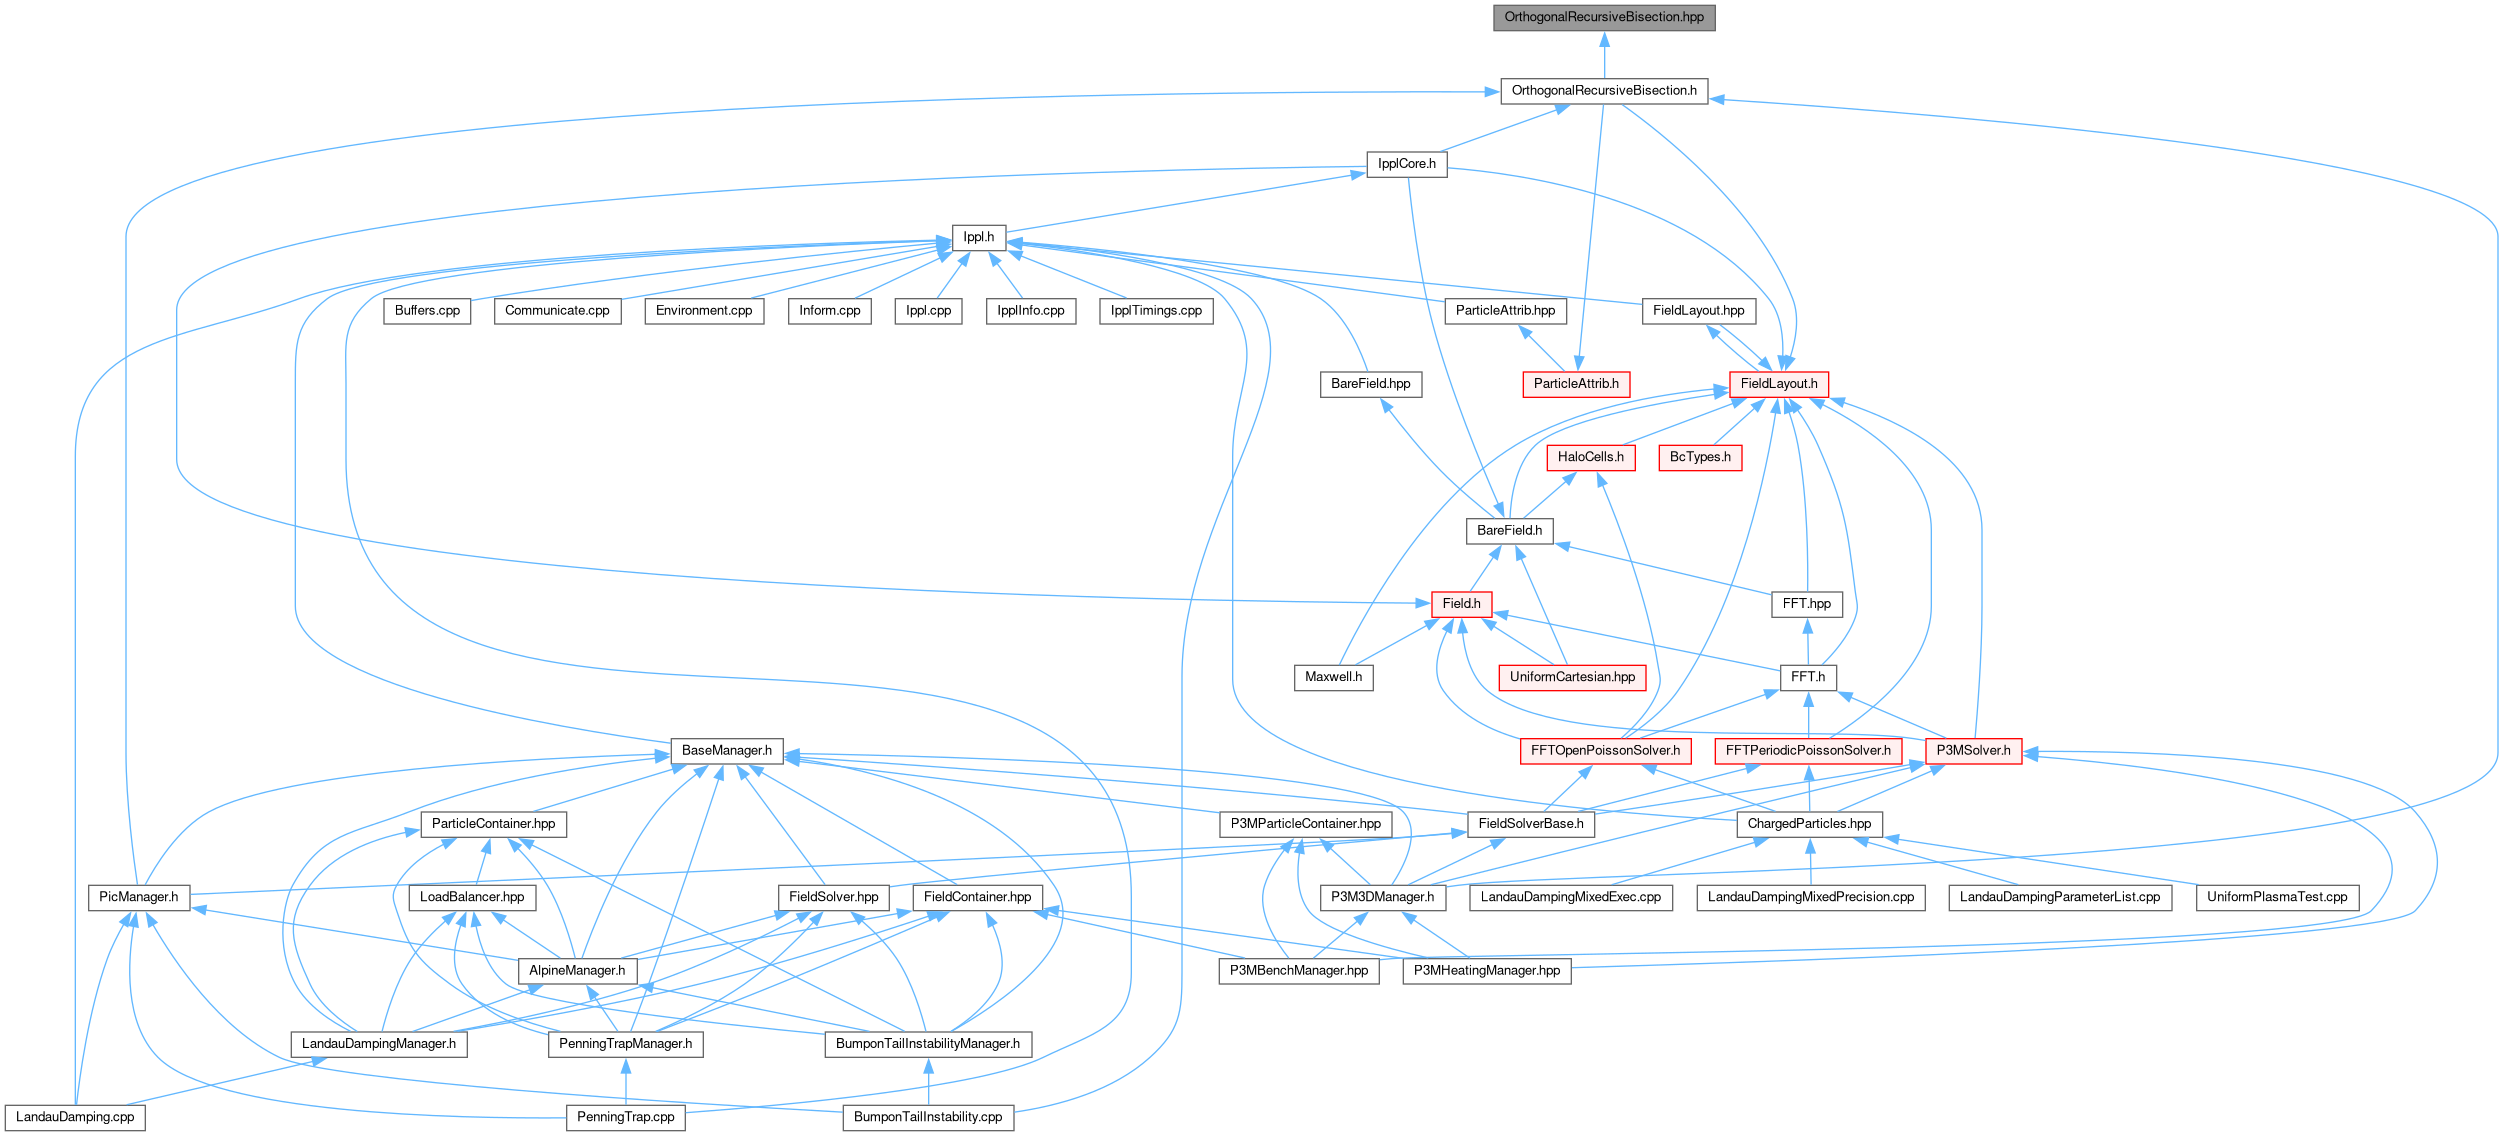 OrthogonalRecursiveBisection.hpp
OrthogonalRecursiveBisection.h
IpplCore.h
Ippl.h
Buffers.cpp
Communicate.cpp
Environment.cpp
Inform.cpp
Ippl.cpp
IpplInfo.cpp
IpplTimings.cpp
ParticleAttrib.hpp
FieldLayout.hpp
BareField.hpp
ParticleAttrib.h
FieldLayout.h
HaloCells.h
BcTypes.h
BareField.h
Field.h
FFT.hpp
Maxwell.h
UniformCartesian.hpp
FFT.h
BaseManager.h
FFTOpenPoissonSolver.h
FFTPeriodicPoissonSolver.h
P3MSolver.h
ParticleContainer.hpp
P3MParticleContainer.hpp
FieldSolverBase.h
ChargedParticles.hpp
PicManager.h
LoadBalancer.hpp
FieldSolver.hpp
FieldContainer.hpp
P3M3DManager.h
LandauDampingMixedExec.cpp
LandauDampingMixedPrecision.cpp
LandauDampingParameterList.cpp
UniformPlasmaTest.cpp
AlpineManager.h
P3MBenchManager.hpp
P3MHeatingManager.hpp
LandauDampingManager.h
PenningTrapManager.h
BumponTailInstabilityManager.h
LandauDamping.cpp
PenningTrap.cpp
BumponTailInstability.cpp